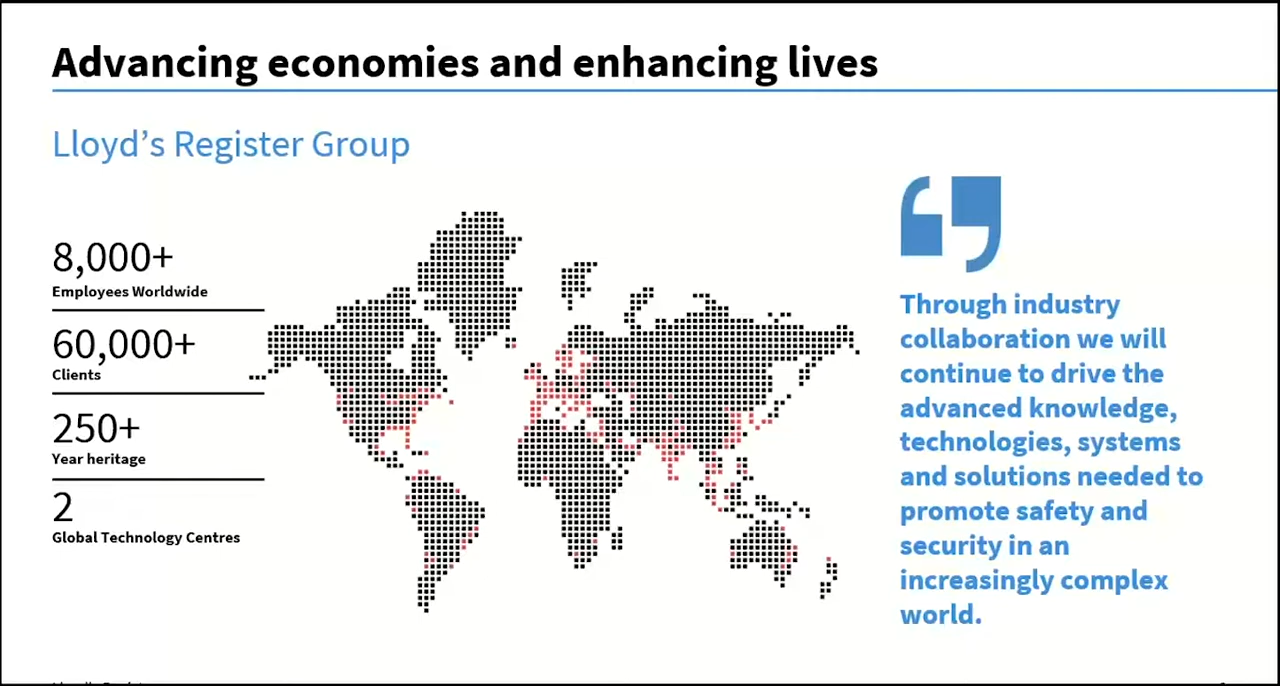 Advancing economies and enhancing lives
Lloyd’s Register Group
8,000+
Employees Worldwide
60,000+
Clients
250+
Year heritage
2
Global Technology Centres
Through industry
collaboration we will
continue to drive the
advanced knowledge,
technologies, systems
and solutions needed to
promote safety and
security in an
increasingly complex
world.